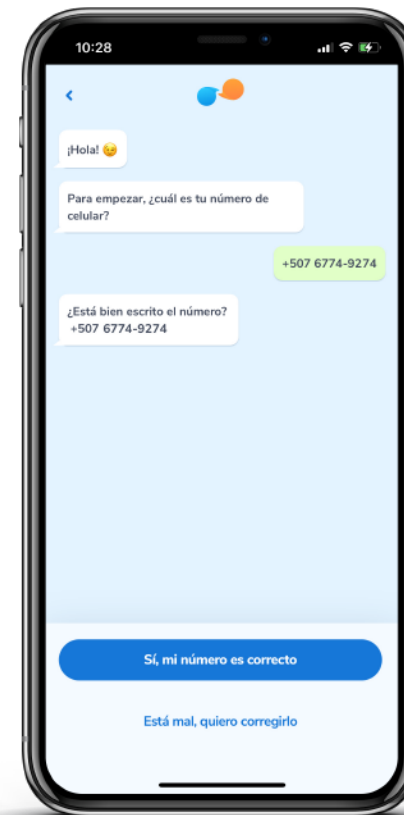 10:28
¡Hola! 😉
Para empezar, ¿cuál es tu número de
celular?
+507 6774-9274
¿Está bien escrito el número?
+507 6774-9274
Sí, mi número es correcto
Está mal, quiero corregirlo